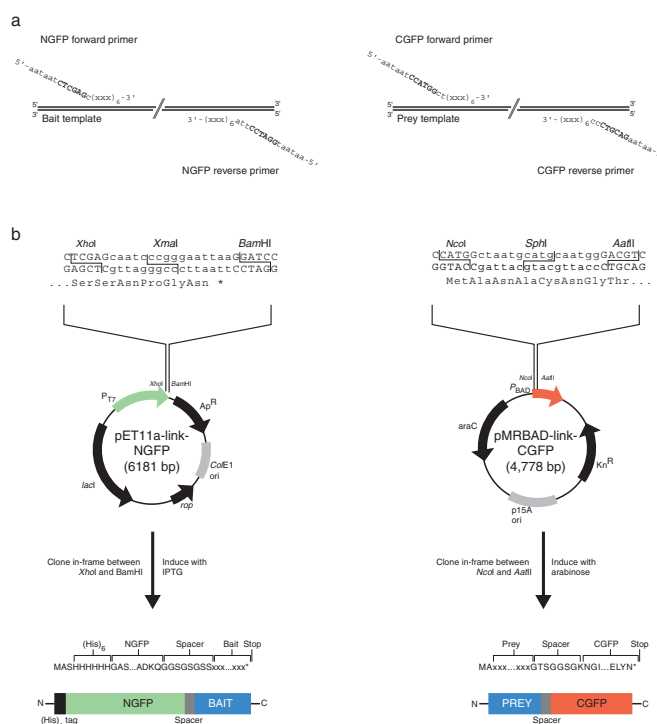 a
NGFP forward primer
5'-aataatCTCGAGc(xxx)6-3'
5'
3'
Bait template
3'
5'
3'-(xxx)6attCCTAGGtaataa-5'
NGFP reverse primer
CGFP forward primer
5'-aataatCCATGGct(xxx)6-3'
5'
3'
Prey template
3'
5'
3'-(xxx)6ccCTGCAGaataa-5'
CGFP reverse primer
b
XhoI XmaI BamHI
CTCGAGcaatcccgggaattaaGGATCC
GAGCTCgttagggcccttaattCCTAGG
...SerSerAsnProGlyAsn *
XhoI BamHI
PT7
ApR
pET11a-link-
NGFP
(6181 bp)
ColE1
ori
rop
lacI
Clone in-frame between
XhoI and BamHI
Induce with
IPTG
(His)6 NGFP Spacer Bait Stop
MASHHHHHHGAS...ADKQGGSGSGSSxxx...xxx*
N NGFP BAIT C
(His)6 tag Spacer
NcoI SphI AatII
CCATGGctaatgcatgcaatgggACGTC
GGTACCgattacgtacgttacccTGCAG
MetAlaAsnAlaCysAsnGlyThr...
NcoI AatII
PBAD
araC
pMRBAD-link-
CGFP
(4,778 bp)
KnR
p15A
ori
Clone in-frame between
NcoI and AatII
Induce with
arabinose
Prey Spacer CGFP Stop
MAxxx...xxxGTSGGSGKNGI...ELYN*
N PREY CGFP C
Spacer